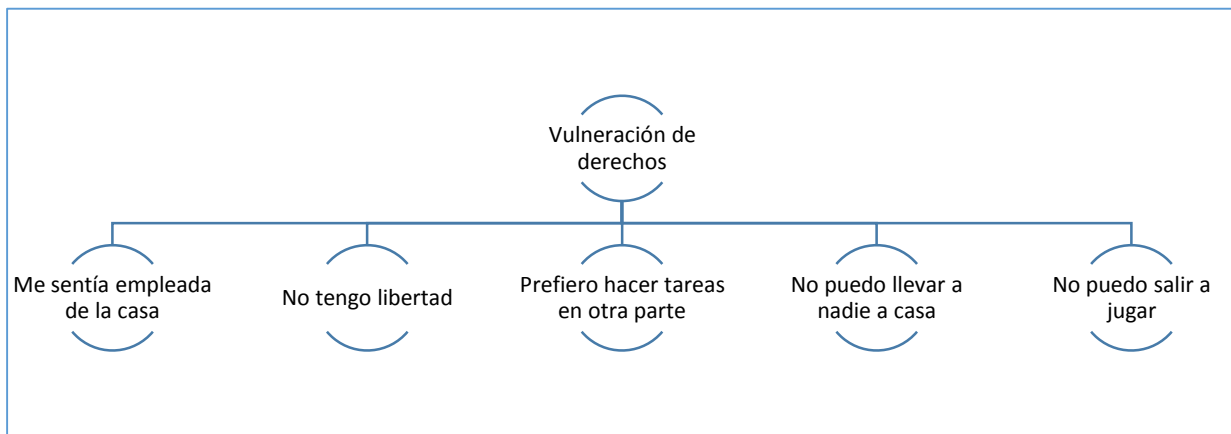 Vulneración de
derechos
Me sentía empleada
de la casa
No tengo libertad
Prefiero hacer tareas
en otra parte
No puedo llevar a
nadie a casa
No puedo salir a
jugar